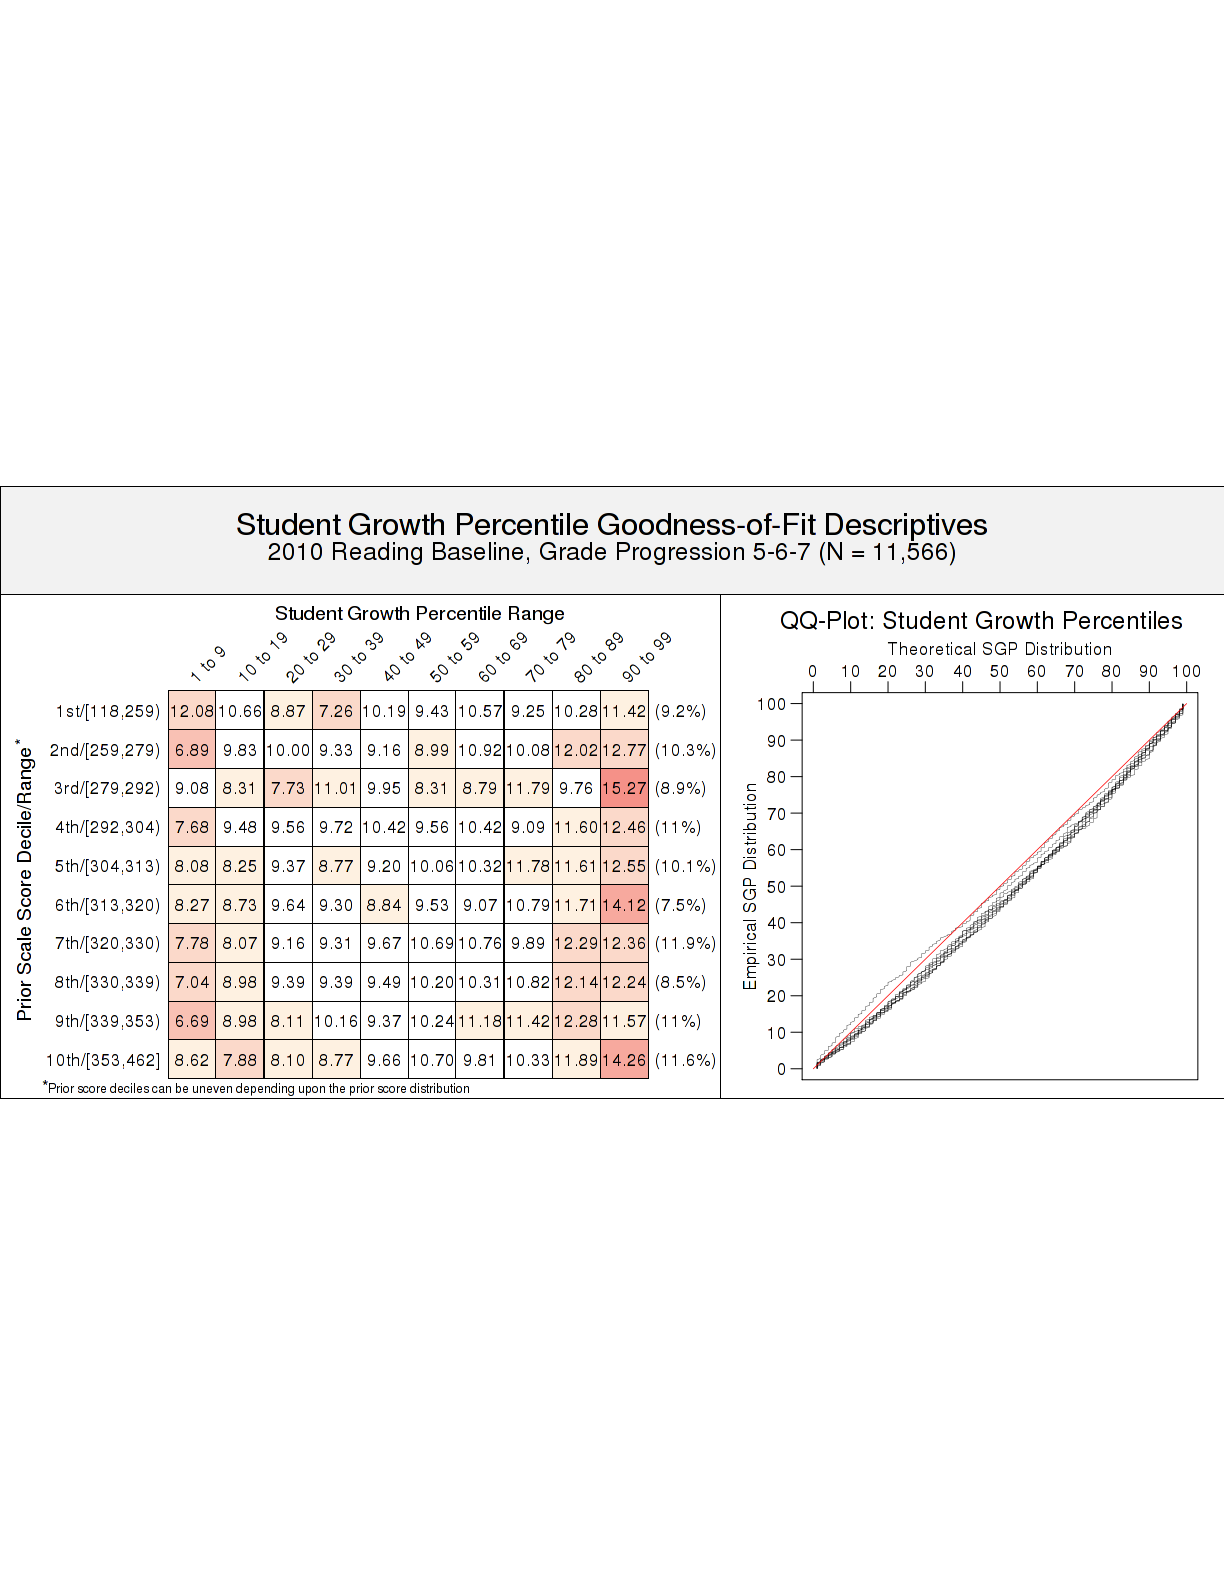 Student Growth Percentile Goodness-of-Fit Descriptives
2010 Reading Baseline, Grade Progression 5-6-7 (N = 11,566)
Student Growth Percentile Range
1 to 9 10 to 19 20 to 29 30 to 39 40 to 49 50 to 59 60 to 69 70 to 79 80 to 89 90 to 99
Prior Scale Score Decile/Range*
1st/[118,259) 12.08 10.66 8.87 7.26 10.19 9.43 10.57 9.25 10.28 11.42 (9.2%)
2nd/[259,279) 6.89 9.83 10.00 9.33 9.16 8.99 10.92 10.08 12.02 12.77 (10.3%)
3rd/[279,292) 9.08 8.31 7.73 11.01 9.95 8.31 8.79 11.79 9.76 15.27 (8.9%)
4th/[292,304) 7.68 9.48 9.56 9.72 10.42 9.56 10.42 9.09 11.60 12.46 (11%)
5th/[304,313) 8.08 8.25 9.37 8.77 9.20 10.06 10.32 11.78 11.61 12.55 (10.1%)
6th/[313,320) 8.27 8.73 9.64 9.30 8.84 9.53 9.07 10.79 11.71 14.12 (7.5%)
7th/[320,330) 7.78 8.07 9.16 9.31 9.67 10.69 10.76 9.89 12.29 12.36 (11.9%)
8th/[330,339) 7.04 8.98 9.39 9.39 9.49 10.20 10.31 10.82 12.14 12.24 (8.5%)
9th/[339,353) 6.69 8.98 8.11 10.16 9.37 10.24 11.18 11.42 12.28 11.57 (11%)
10th/[353,462] 8.62 7.88 8.10 8.77 9.66 10.70 9.81 10.33 11.89 14.26 (11.6%)
*Prior score deciles can be uneven depending upon the prior score distribution
QQ-Plot: Student Growth Percentiles
Theoretical SGP Distribution
0 10 20 30 40 50 60 70 80 90 100
Empirical SGP Distribution
100
90
80
70
60
50
40
30
20
10
0